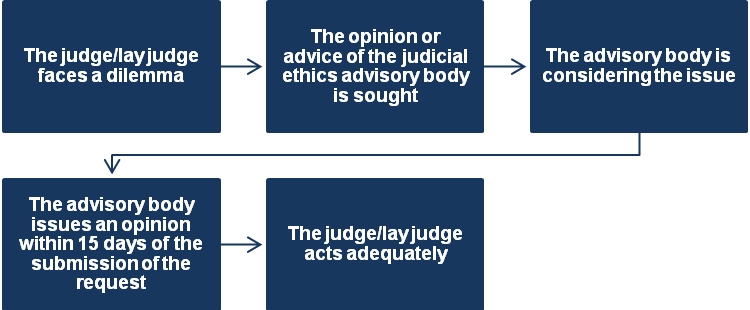 The judge/lay judge
faces a dilemma
The opinion or
advice of the judicial
ethics advisory body
is sought
The advisory body is
considering the issue
The advisory body
issues an opinion
within 15 days of the
submission of the
request
The judge/lay judge
acts adequately